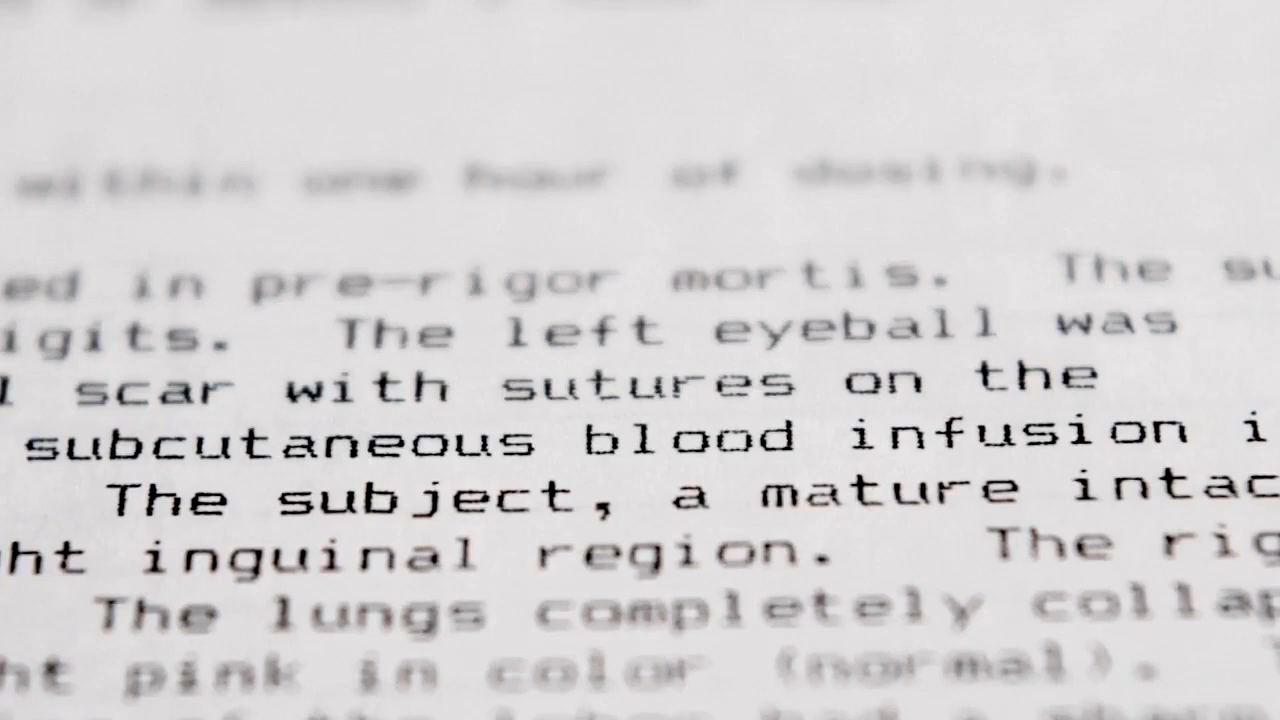 within one hour of dosing.
ed in pre-rigor mortis. The su
igits. The left eyeball was
l scar with sutures on the
subcutaneous blood infusion i
The subject, a mature intac
ht inguinal region. The rig
The lungs completely collap
ht pink in color (normal).